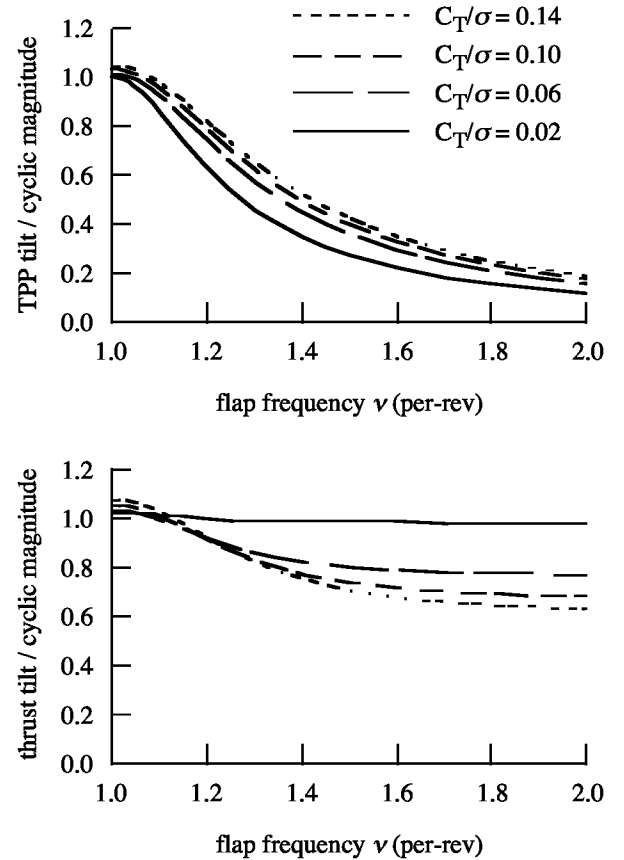 C_T/σ = 0.14
C_T/σ = 0.10
C_T/σ = 0.06
C_T/σ = 0.02
TPP tilt / cyclic magnitude
1.2
1.0
0.8
0.6
0.4
0.2
0.0
1.0 1.2 1.4 1.6 1.8 2.0
flap frequency ν (per-rev)
thrust tilt / cyclic magnitude
1.2
1.0
0.8
0.6
0.4
0.2
0.0
1.0 1.2 1.4 1.6 1.8 2.0
flap frequency ν (per-rev)